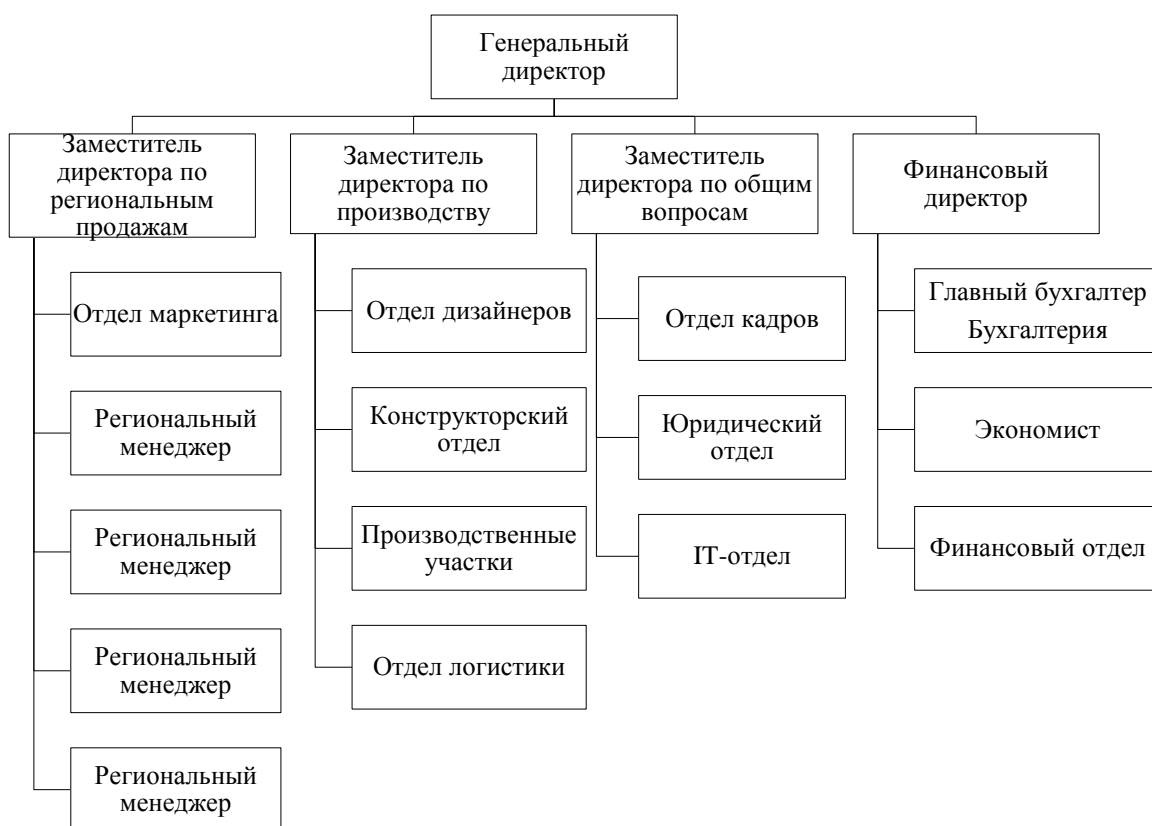 Генеральный
директор
Заместитель
директора по
региональным
продажам
Отдел маркетинга
Региональный
менеджер
Региональный
менеджер
Региональный
менеджер
Региональный
менеджер
Заместитель
директора по
производству
Отдел дизайнеров
Конструкторский
отдел
Производственные
участки
Отдел логистики
Заместитель
директора по общим
вопросам
Отдел кадров
Юридический
отдел
IT-отдел
Финансовый
директор
Главный бухгалтер
Бухгалтерия
Экономист
Финансовый отдел